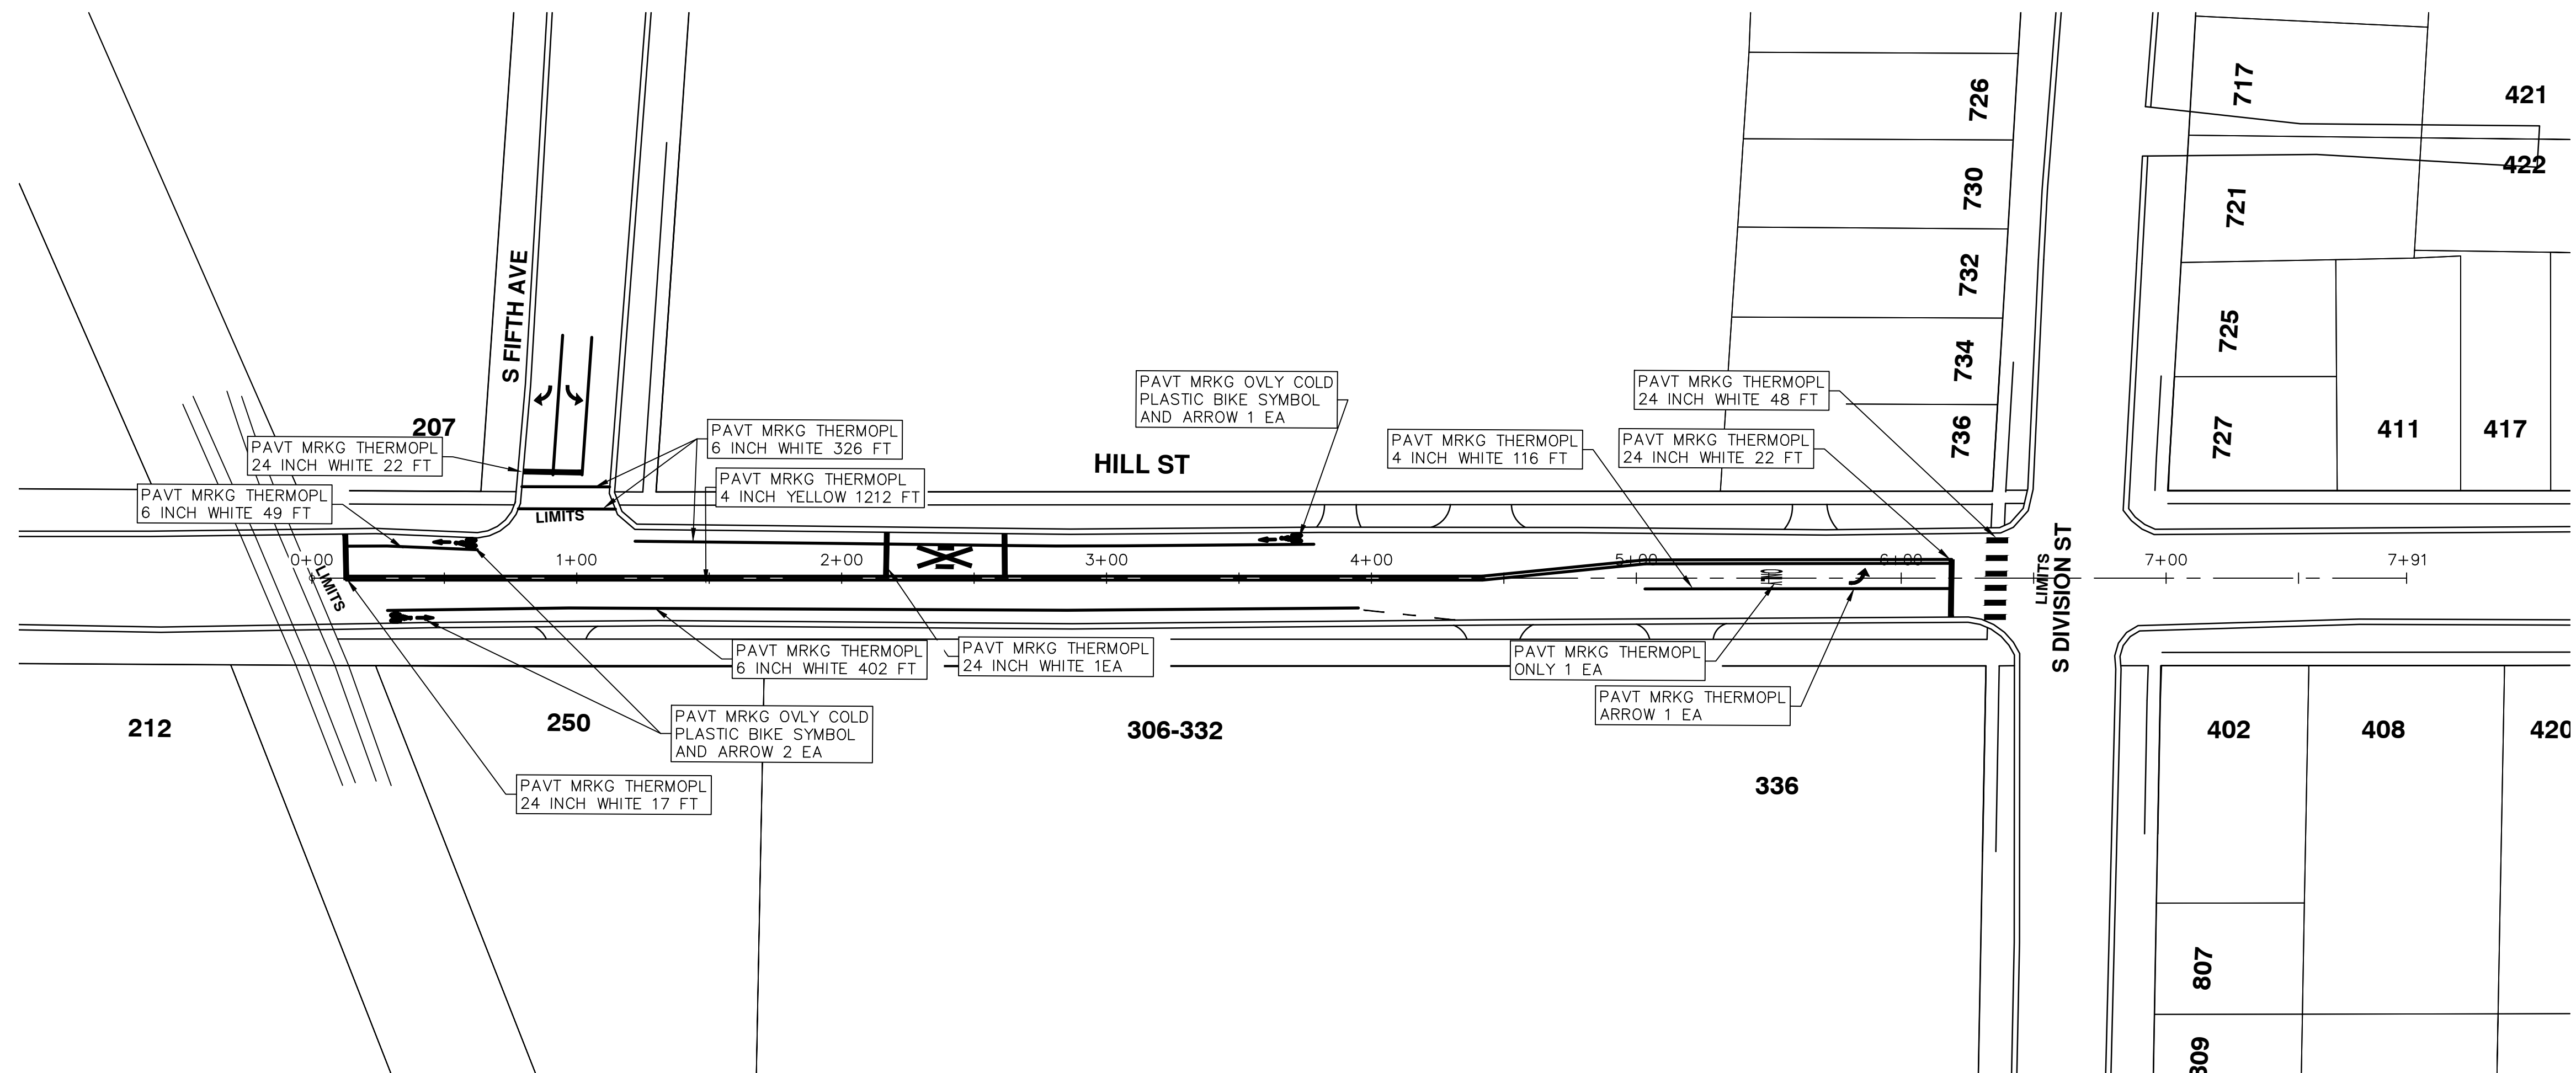 717
421
422
726
730
732
734
736
721
725
727
411
417
S FIFTH AVE
207
HILL ST
PAVT MRKG THERMOPL
24 INCH WHITE 22 FT
PAVT MRKG THERMOPL
6 INCH WHITE 49 FT
PAVT MRKG THERMOPL
6 INCH WHITE 326 FT
PAVT MRKG THERMOPL
4 INCH YELLOW 1212 FT
PAVT MRKG OVLY COLD
PLASTIC BIKE SYMBOL
AND ARROW 1 EA
PAVT MRKG THERMOPL
4 INCH WHITE 116 FT
PAVT MRKG THERMOPL
24 INCH WHITE 48 FT
PAVT MRKG THERMOPL
24 INCH WHITE 22 FT
LIMITS
0+00
1+00
2+00
3+00
4+00
5+00
6+00
7+00
7+91
LIMITS
ONLY
LIMITS
S DIVISION ST
PAVT MRKG THERMOPL
6 INCH WHITE 402 FT
PAVT MRKG THERMOPL
24 INCH WHITE 1EA
PAVT MRKG THERMOPL
ONLY 1 EA
PAVT MRKG THERMOPL
ARROW 1 EA
PAVT MRKG OVLY COLD
PLASTIC BIKE SYMBOL
AND ARROW 2 EA
PAVT MRKG THERMOPL
24 INCH WHITE 17 FT
212
250
306-332
336
402
408
420
807
809